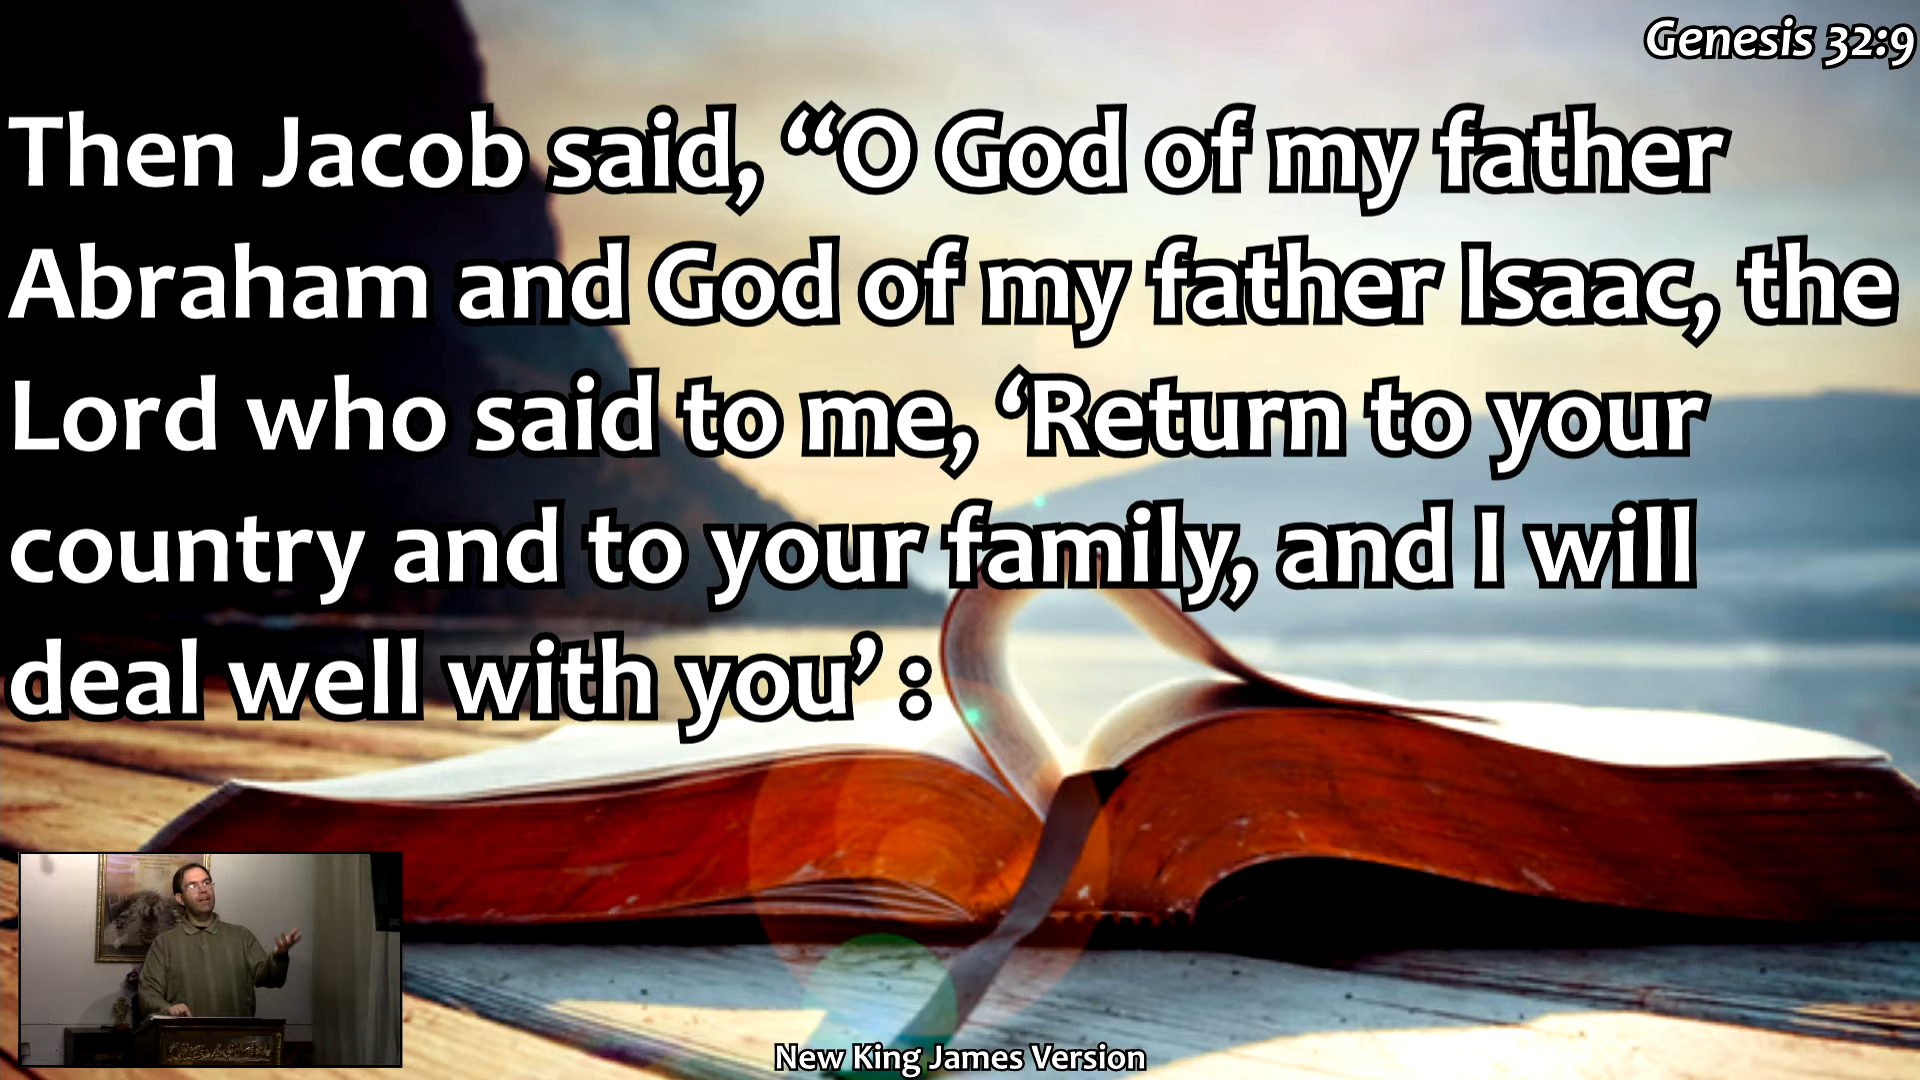 Genesis 32:9
Then Jacob said, “O God of my father
Abraham and God of my father Isaac, the
Lord who said to me, ‘Return to your
country and to your family, and I will
deal well with you’ :
New King James Version